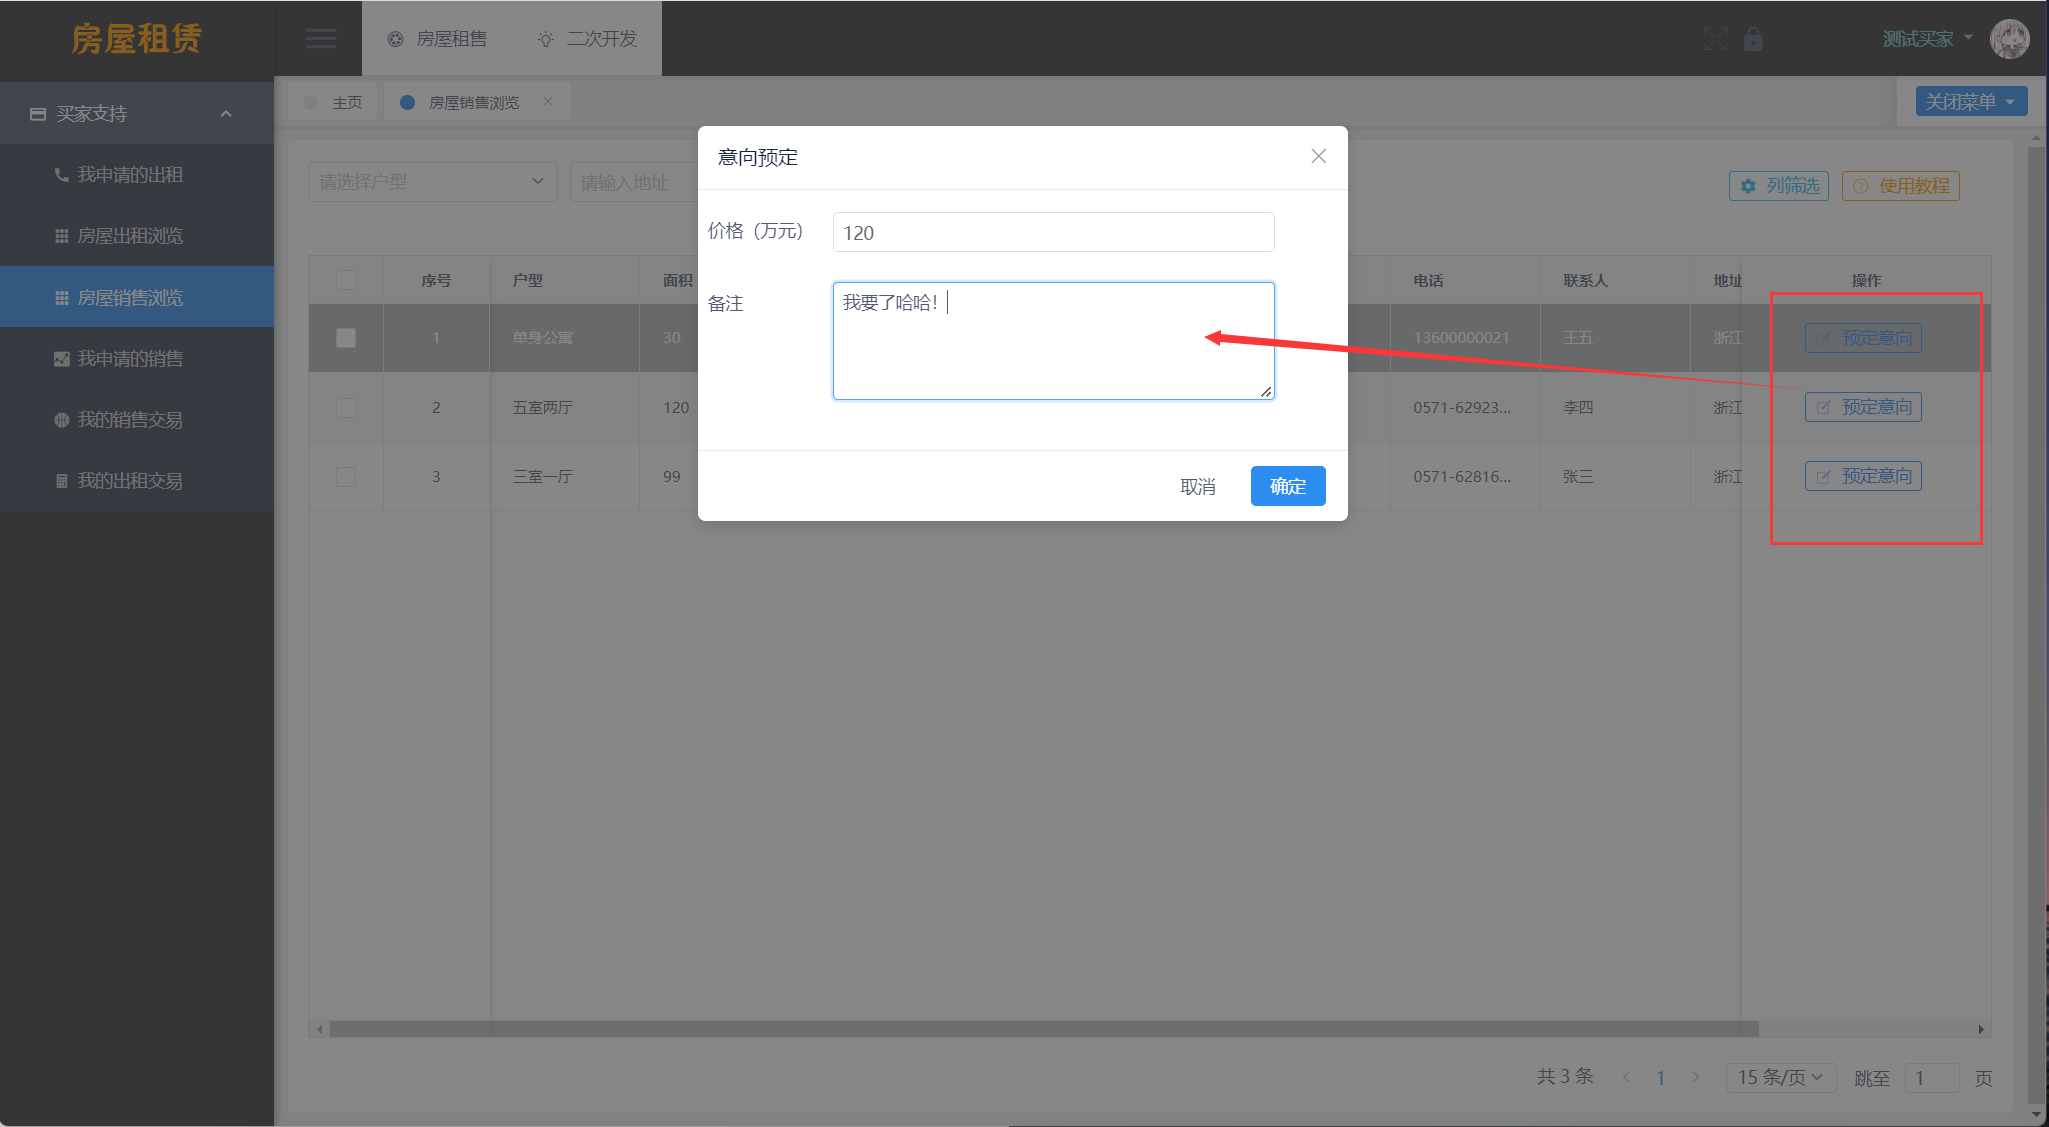 房屋租赁
房屋租售
二次开发
测试买家
买家支持
我申请的出租
房屋出租浏览
房屋销售浏览
我申请的销售
我的销售交易
我的出租交易
主页
房屋销售浏览
关闭菜单
请选择户型
请输入地址
列筛选
使用教程
意向预定
价格（万元）
120
备注
我要了哈哈！
取消
确定
序号 户型 面积 电话 联系人 地址 操作
1 单身公寓 30 13600000021 王五 浙江 预定意向
2 五室两厅 120 0571-62923... 李四 浙江 预定意向
3 三室一厅 99 0571-62816... 张三 浙江 预定意向
共 3 条 1 15 条/页 跳至 1 页